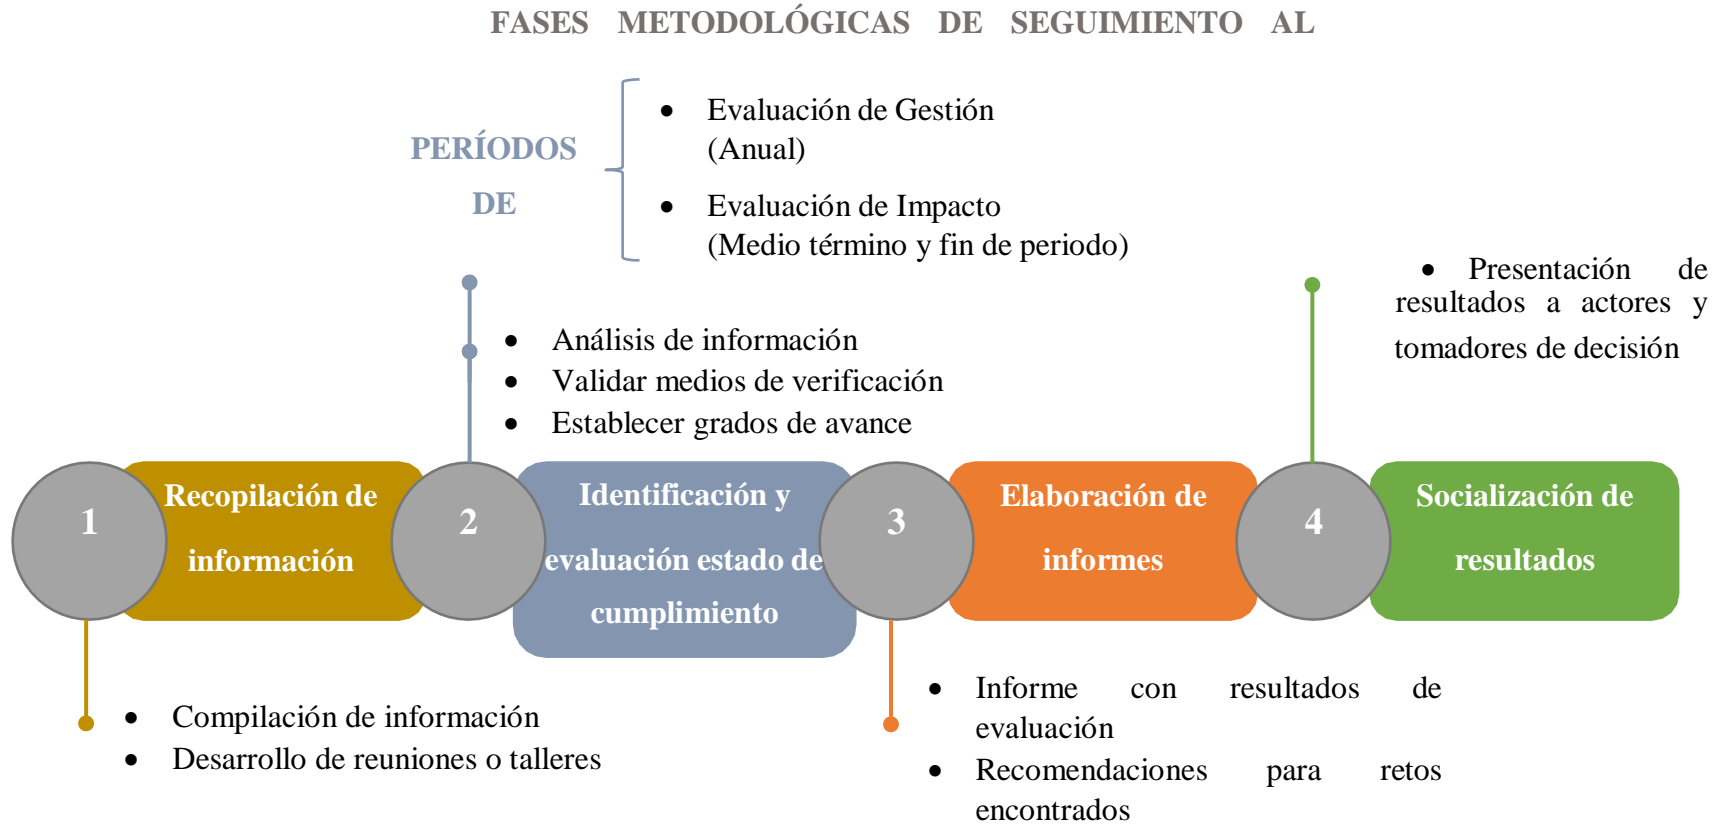 FASES METODOLÓGICAS DE SEGUIMIENTO AL
PERÍODOS
DE
• Evaluación de Gestión
(Anual)
• Evaluación de Impacto
(Medio término y fin de periodo)
• Presentación de
resultados a actores y
tomadores de decisión
• Análisis de información
• Validar medios de verificación
• Establecer grados de avance
1
Recopilación de
información
2
Identificación y
evaluación estado de
cumplimiento
3
Elaboración de
informes
4
Socialización de
resultados
• Compilación de información
• Desarrollo de reuniones o talleres
• Informe con resultados de
evaluación
• Recomendaciones para retos
encontrados